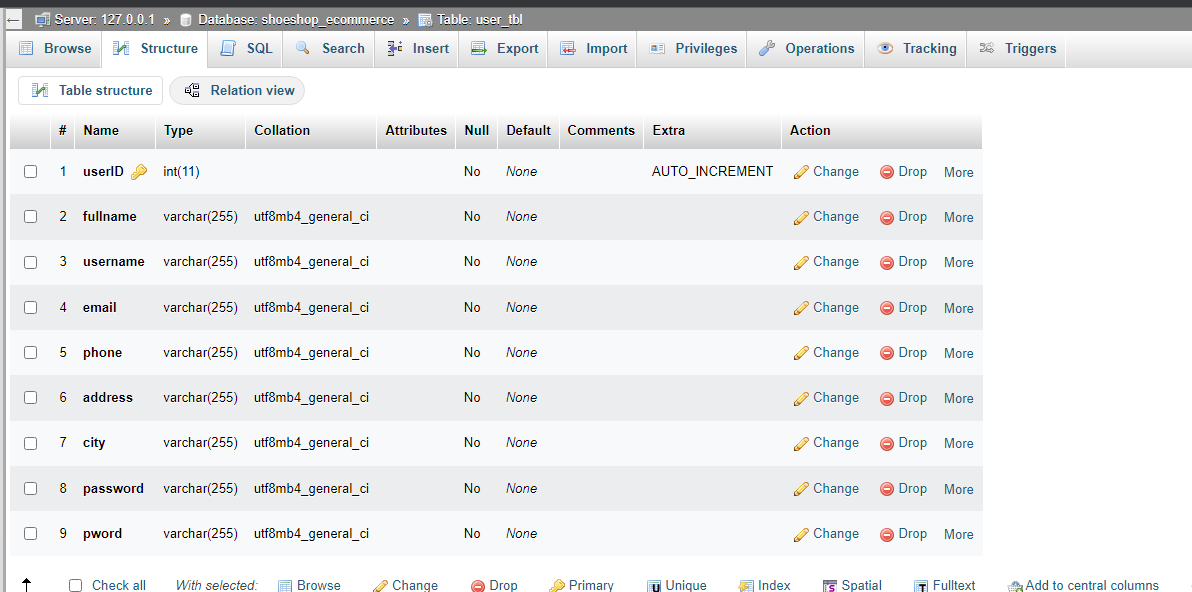 Server: 127.0.0.1 » Database: shoeshop_ecommerce » Table: user_tbl
Browse Structure SQL Search Insert Export Import Privileges Operations Tracking Triggers
Table structure Relation view
# Name Type Collation Attributes Null Default Comments Extra Action
1 userID int(11) No None AUTO_INCREMENT Change Drop More
2 fullname varchar(255) utf8mb4_general_ci No None Change Drop More
3 username varchar(255) utf8mb4_general_ci No None Change Drop More
4 email varchar(255) utf8mb4_general_ci No None Change Drop More
5 phone varchar(255) utf8mb4_general_ci No None Change Drop More
6 address varchar(255) utf8mb4_general_ci No None Change Drop More
7 city varchar(255) utf8mb4_general_ci No None Change Drop More
8 password varchar(255) utf8mb4_general_ci No None Change Drop More
9 pword varchar(255) utf8mb4_general_ci No None Change Drop More
Check all With selected: Browse Change Drop Primary Unique Index Spatial Fulltext Add to central columns